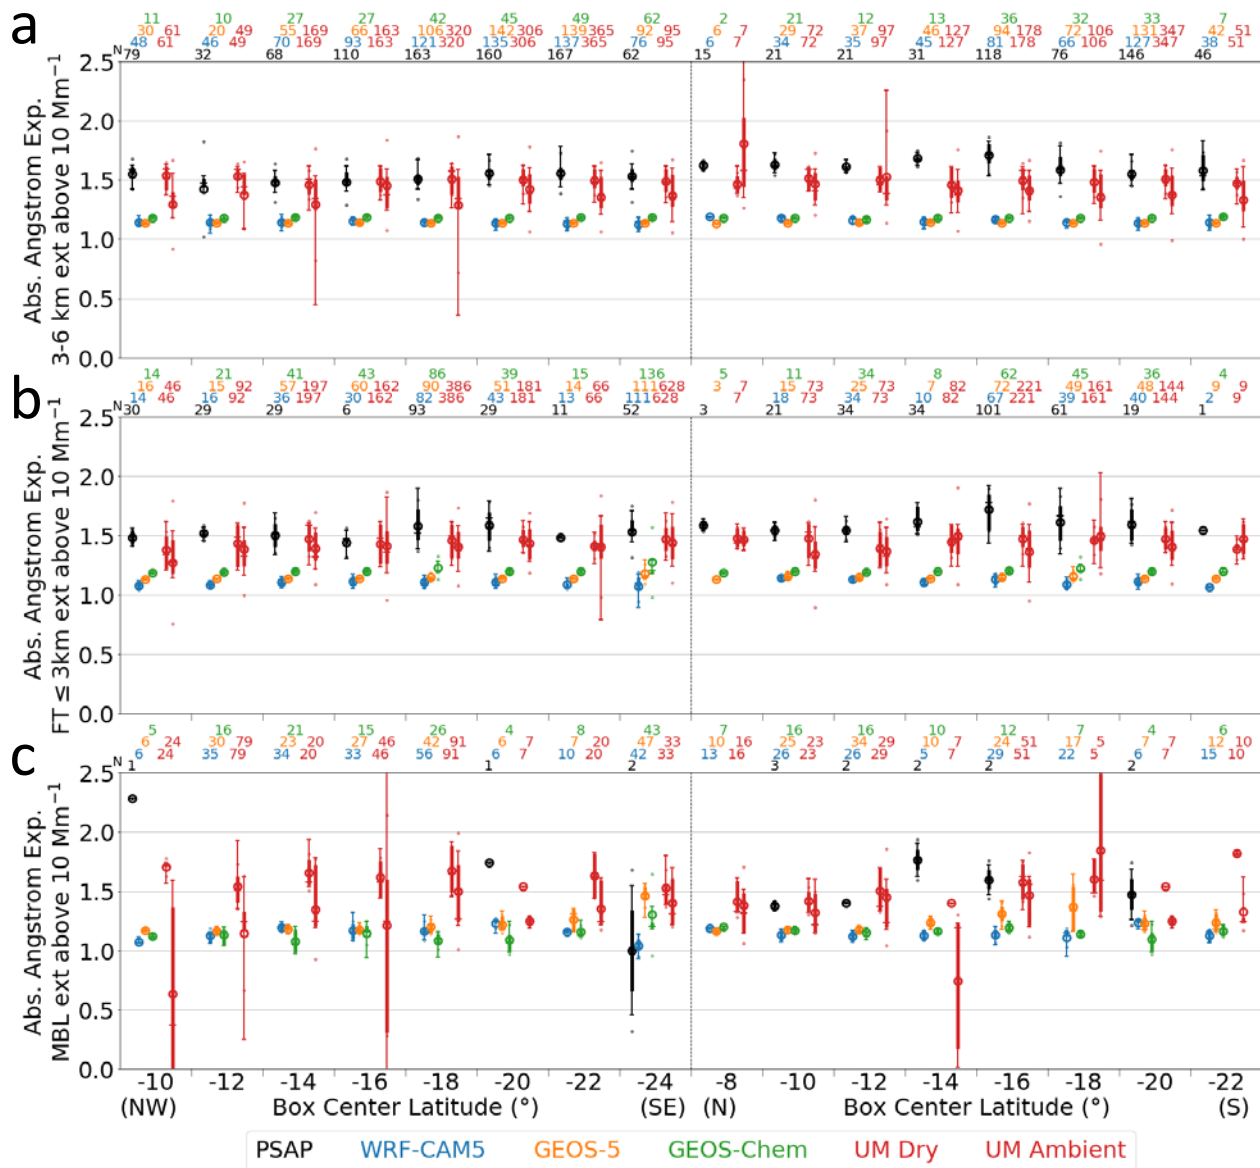 a
11 10 27 27 42 45 49 62 2 21 12 13 36 32 33 7
30 61 20 49 55 169 66 163 106 320 142 306 139 365 92 95 6 7 29 72 37 97 46 127 94 178 72 106 131 347 42 51
48 61 46 49 70 169 93 163 121 320 135 306 137 365 76 95 6 7 34 72 35 97 45 127 81 178 66 106 127 347 38 51
N 79 32 68 110 163 160 167 62 15 21 21 31 118 76 146 46
Abs. Angstrom Exp.
3-6 km ext above 10 Mm⁻¹
2.5
2.0
1.5
1.0
0.5
0.0
b
14 21 41 43 86 39 15 136 5 11 34 8 62 45 36 4
16 46 15 92 57 197 60 162 90 386 51 181 14 66 111 628 3 7 15 73 25 73 7 82 72 221 49 161 48 144 9 9
14 46 16 92 36 197 30 162 82 386 43 181 13 66 111 628 7 18 73 34 73 10 82 67 221 39 161 40 144 2 9
N 30 29 29 6 93 29 11 52 3 21 34 34 101 61 19 1
Abs. Angstrom Exp.
FT ≤ 3km ext above 10 Mm⁻¹
2.5
2.0
1.5
1.0
0.5
0.0
c
5 16 21 15 26 4 8 43 7 16 16 10 12 7 4 6
6 24 30 79 23 20 27 46 42 91 6 7 7 20 47 33 10 16 25 23 34 29 10 7 24 51 17 5 7 7 12 10
6 24 35 79 34 20 33 46 56 91 6 7 10 20 42 33 13 16 26 23 26 29 5 7 29 51 22 5 6 7 15 10
N 1 1 2 3 2 2 2 2
Abs. Angstrom Exp.
MBL ext above 10 Mm⁻¹
2.5
2.0
1.5
1.0
0.5
0.0
-10 -12 -14 -16 -18 -20 -22 -24 -8 -10 -12 -14 -16 -18 -20 -22
(NW) Box Center Latitude (°) (SE) (N) Box Center Latitude (°) (S)
PSAP WRF-CAM5 GEOS-5 GEOS-Chem UM Dry UM Ambient